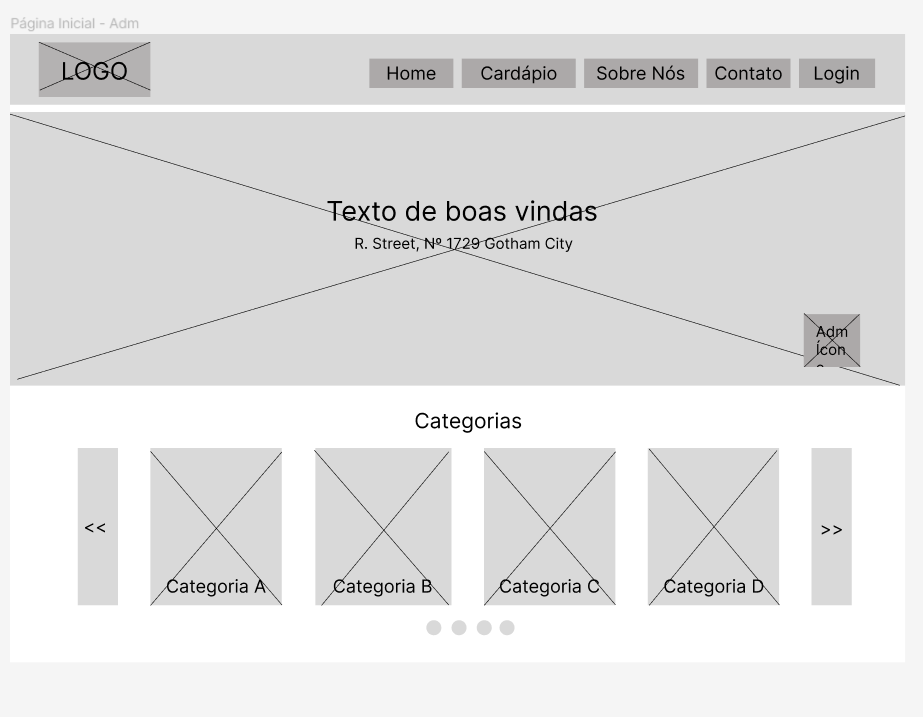 Página Inicial - Adm
LOGO
Home
Cardápio
Sobre Nós
Contato
Login
Texto de boas vindas
R. Street, Nº 1729 Gotham City
Adm
Ícon
Categorias
<<
Categoria A
Categoria B
Categoria C
Categoria D
>>